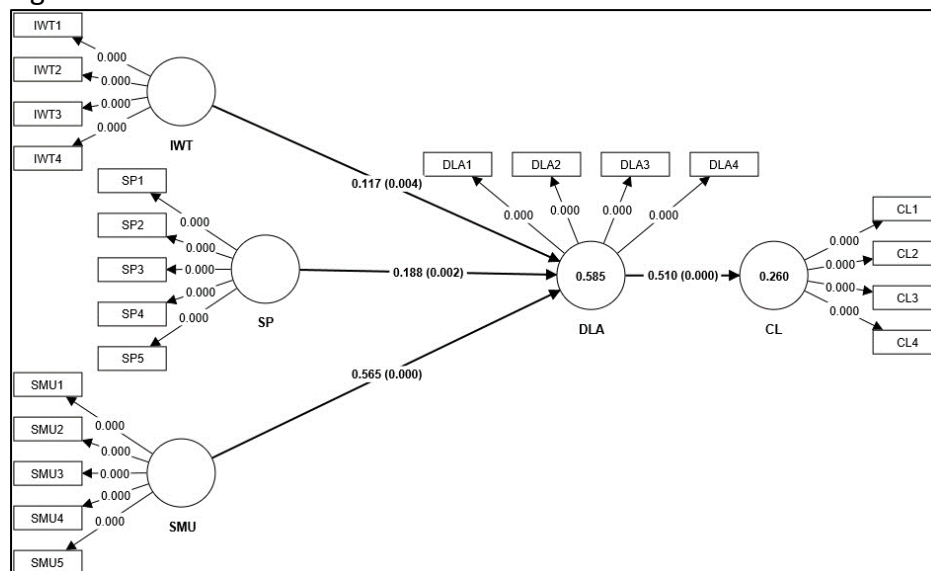 IWT1
IWT2
IWT3
IWT4
0.000
0.000
0.000
0.000
IWT
SP1
SP2
SP3
SP4
SP5
0.000
0.000
0.000
0.000
0.000
SP
SMU1
SMU2
SMU3
SMU4
SMU5
0.000
0.000
0.000
0.000
0.000
SMU
0.117 (0.004)
0.188 (0.002)
0.565 (0.000)
DLA1
DLA2
DLA3
DLA4
0.000
0.000
0.000
0.000
0.585
DLA
0.510 (0.000)
0.260
CL
0.000
0.000
0.000
0.000
CL1
CL2
CL3
CL4